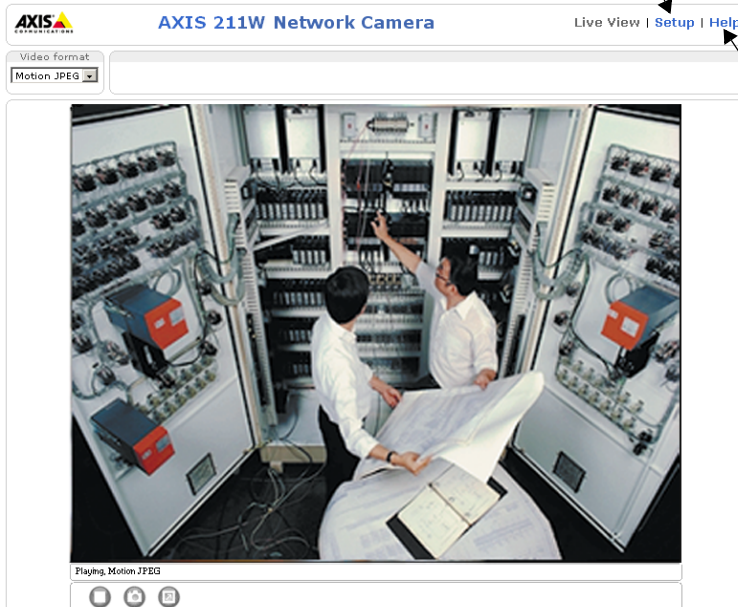 AXIS
COMMUNICATIONS
AXIS 211W Network Camera
Live View | Setup | Help
Video format
Motion JPEG
Playing, Motion JPEG